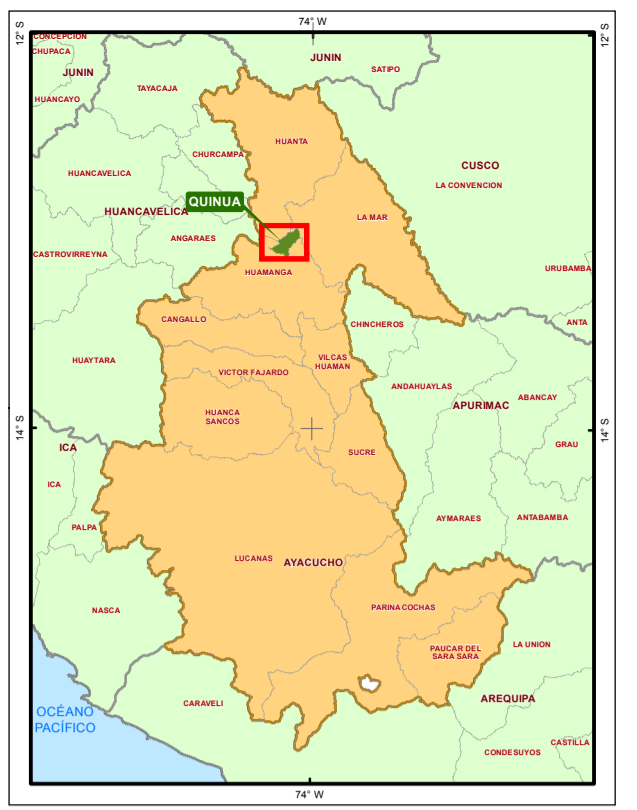 74° W
12° S
12° S
CONCEPCION
CHUPACA
JUNIN
JUNIN
SATIPO
TAYACAJA
HUANCAYO
HUANTA
CHURCAMPA
CUSCO
HUANCAVELICA
LA CONVENCION
QUINUA
HUANCAVELICA
LA MAR
ANGARAES
CASTROVIRREYNA
URUBAMBA
HUAMANGA
CANGALLO
CHINCHEROS
ANTA
HUAYTARA
VILCAS
HUAMAN
VICTOR FAJARDO
ANDAHUAYLAS
ABANCAY
APURIMAC
HUANCA
SANCOS
14° S
14° S
GRAU
ICA
SUCRE
ICA
AYMARAES
ANTABAMBA
PALPA
LUCANAS
AYACUCHO
NASCA
PARINACOCHAS
LA UNION
PAUCAR DEL
SARA SARA
CARAVELI
AREQUIPA
OCÉANO
PACÍFICO
CASTILLA
CONDESUYOS
74° W